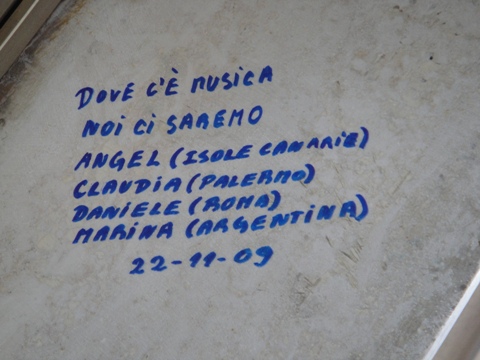 DOVE C'È MUSICA
NOI CI SAREMO
ANGEL (ISOLE CANARIE)
CLAUDIA (PALERMO)
DANIELE (ROMA)
MARINA (ARGENTINA)
22-11-09